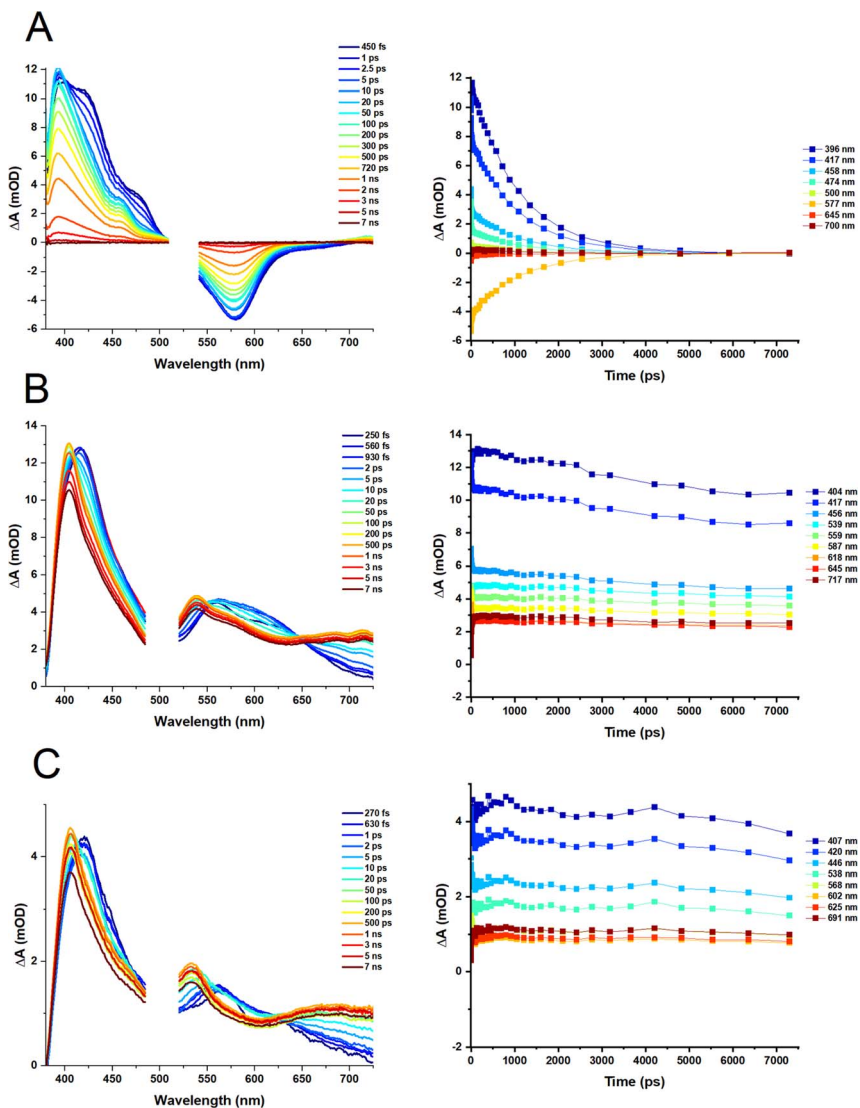 A
12
10
8
6
4
2
0
-2
-4
-6
ΔA (mOD)
400 450 500 550 600 650 700
Wavelength (nm)
450 fs
1 ps
2.5 ps
5 ps
10 ps
20 ps
50 ps
100 ps
200 ps
300 ps
500 ps
720 ps
1 ns
2 ns
3 ns
5 ns
7 ns
12
10
8
6
4
2
0
-2
-4
-6
ΔA (mOD)
0 1000 2000 3000 4000 5000 6000 7000
Time (ps)
396 nm
417 nm
458 nm
474 nm
500 nm
577 nm
645 nm
700 nm
B
14
12
10
8
6
4
2
0
ΔA (mOD)
400 450 500 550 600 650 700
Wavelength (nm)
250 fs
560 fs
930 fs
2 ps
5 ps
10 ps
20 ps
50 ps
100 ps
200 ps
500 ps
1 ns
3 ns
5 ns
7 ns
14
12
10
8
6
4
2
0
-2
ΔA (mOD)
0 1000 2000 3000 4000 5000 6000 7000
Time (ps)
404 nm
417 nm
456 nm
539 nm
559 nm
587 nm
618 nm
645 nm
717 nm
C
4
2
0
ΔA (mOD)
400 450 500 550 600 650 700
Wavelength (nm)
270 fs
630 fs
1 ps
2 ps
5 ps
10 ps
20 ps
50 ps
100 ps
200 ps
500 ps
1 ns
3 ns
5 ns
7 ns
4
2
0
-2
ΔA (mOD)
0 1000 2000 3000 4000 5000 6000 7000
Time (ps)
407 nm
420 nm
446 nm
538 nm
568 nm
602 nm
625 nm
691 nm